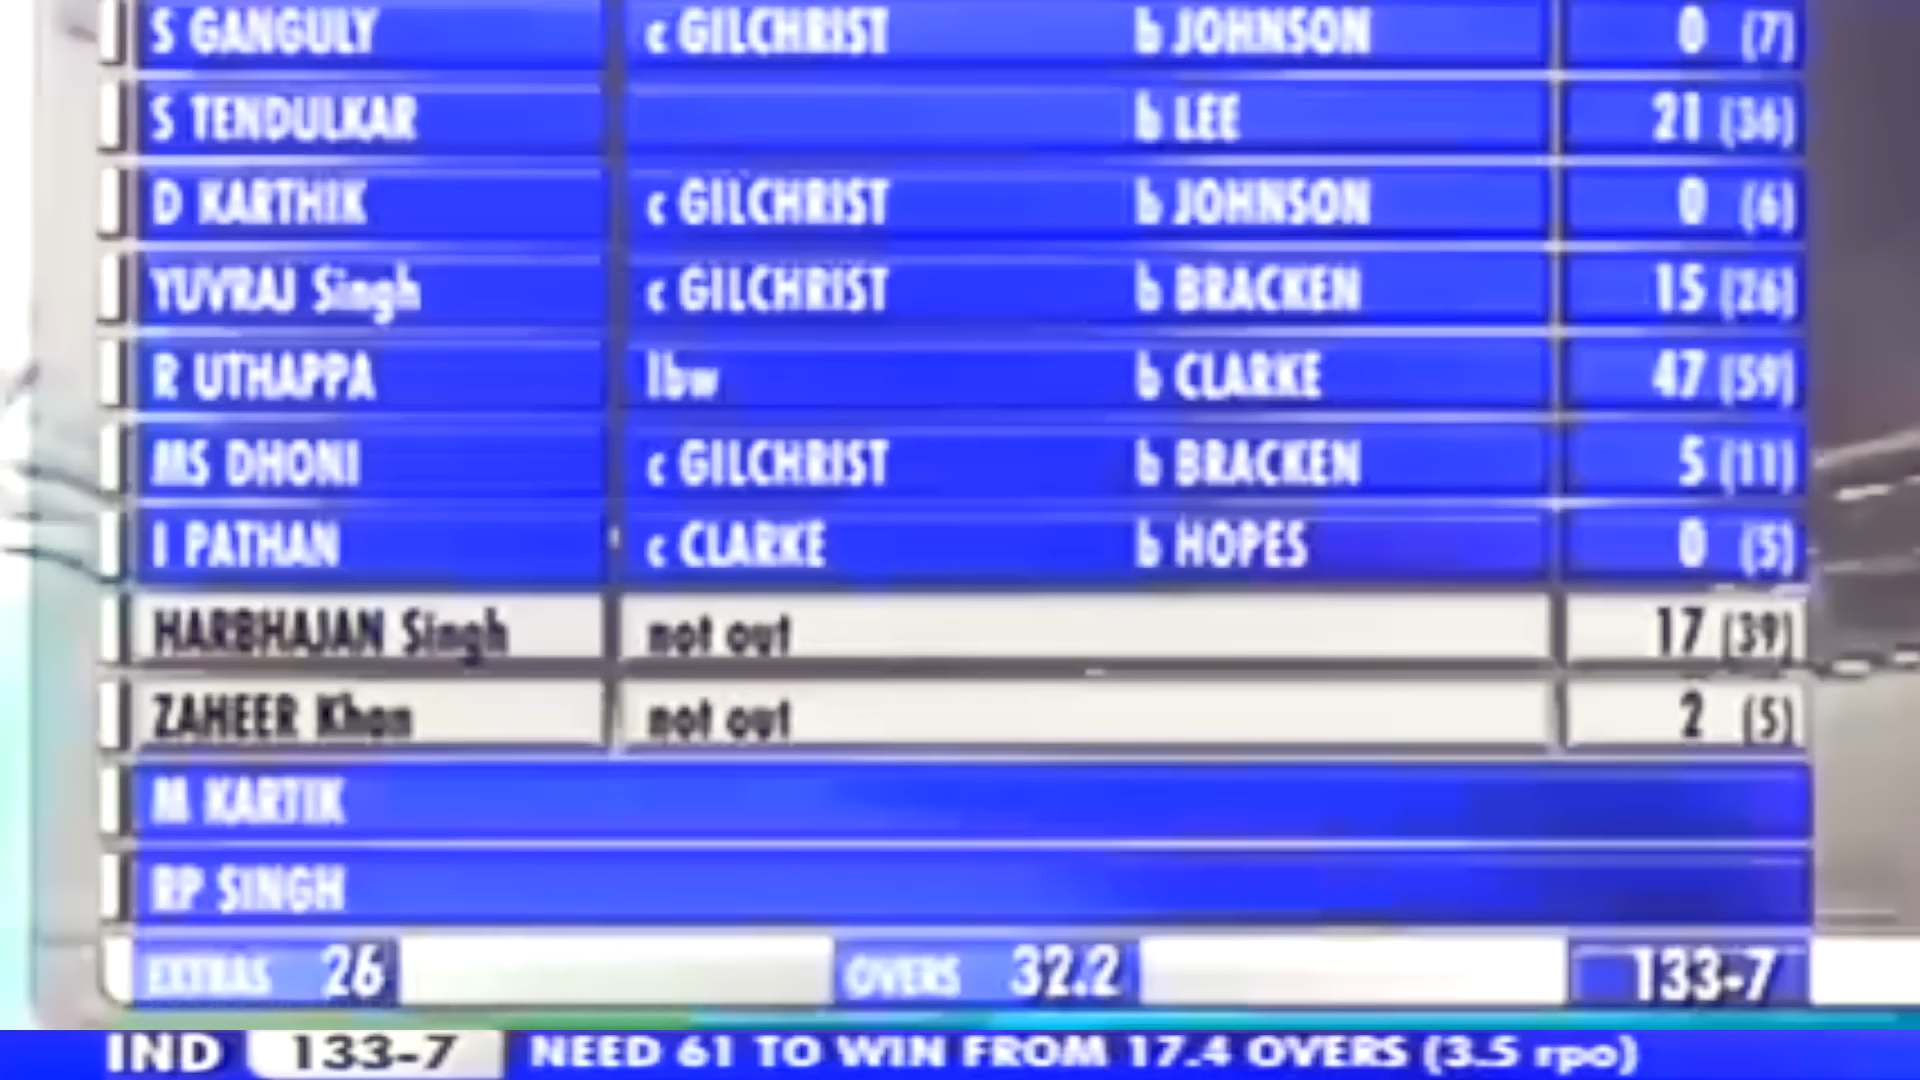 S GANGULY c GILCHRIST b JOHNSON 0 (7)
S TENDULKAR b LEE 21 (36)
D KARTHIK c GILCHRIST b JOHNSON 0 (6)
YUVRAJ Singh c GILCHRIST b BRACKEN 15 (26)
R UTHAPPA lbw b CLARKE 47 (59)
MS DHONI c GILCHRIST b BRACKEN 5 (11)
I PATHAN c CLARKE b HOPES 0 (5)
HARBHAJAN Singh not out 17 (39)
ZAHEER Khan not out 2 (5)
M KARTIK
RP SINGH
EXTRAS 26 OVERS 32.2 133-7
IND 133-7 NEED 61 TO WIN FROM 17.4 OVERS (3.5 rpo)